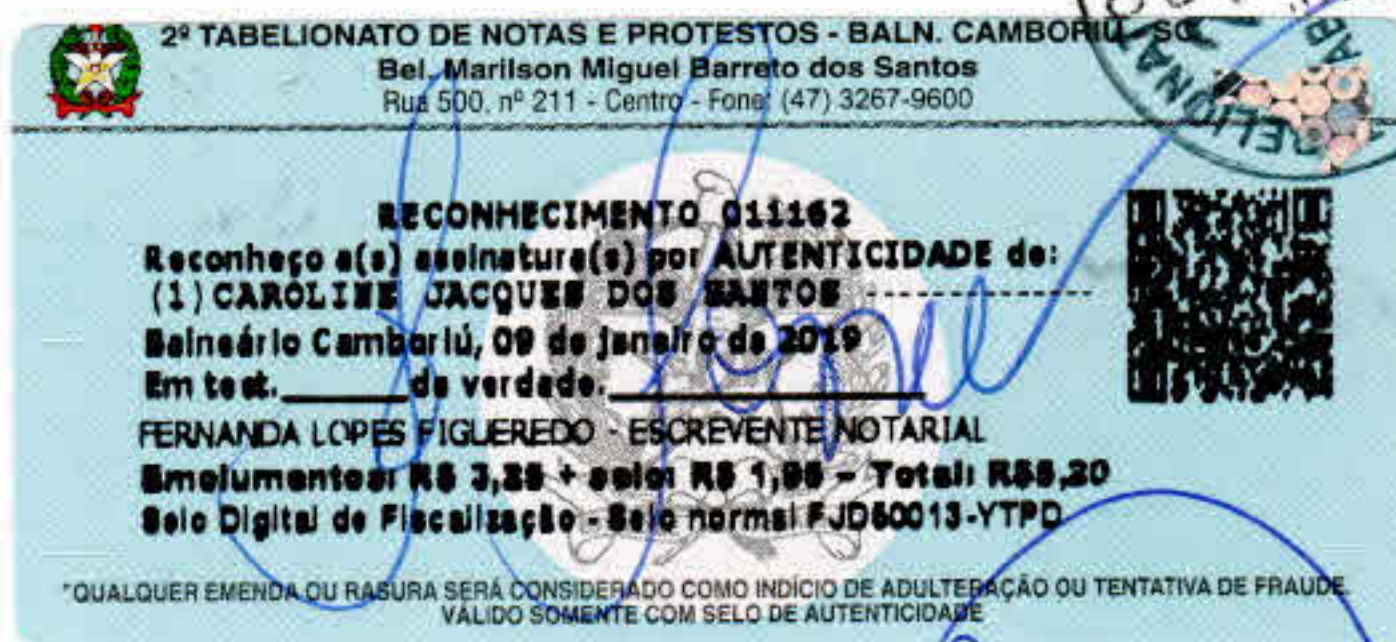 2º TABELIONATO DE NOTAS E PROTESTOS - BALN. CAMBORIÚ - SC
Bel. Marilson Miguel Barreto dos Santos
Rua 500, nº 211 - Centro - Fone: (47) 3267-9600
RECONHECIMENTO 011162
Reconheço a(s) assinatura(s) por AUTENTICIDADE de:
(1) CAROLINE JACQUES DOS SANTOS -------------
Balneário Camboriú, 09 de janeiro de 2019
Em test.______da verdade.______________
FERNANDA LOPES FIGUEREDO - ESCREVENTE NOTARIAL
Emolumentos: R$ 3,25 + selo: R$ 1,95 – Total: R$5,20
Selo Digital de Fiscalização - Selo normal FJD50013-YTPD
"QUALQUER EMENDA OU RASURA SERÁ CONSIDERADO COMO INDÍCIO DE ADULTERAÇÃO OU TENTATIVA DE FRAUDE.
VÁLIDO SOMENTE COM SELO DE AUTENTICIDADE